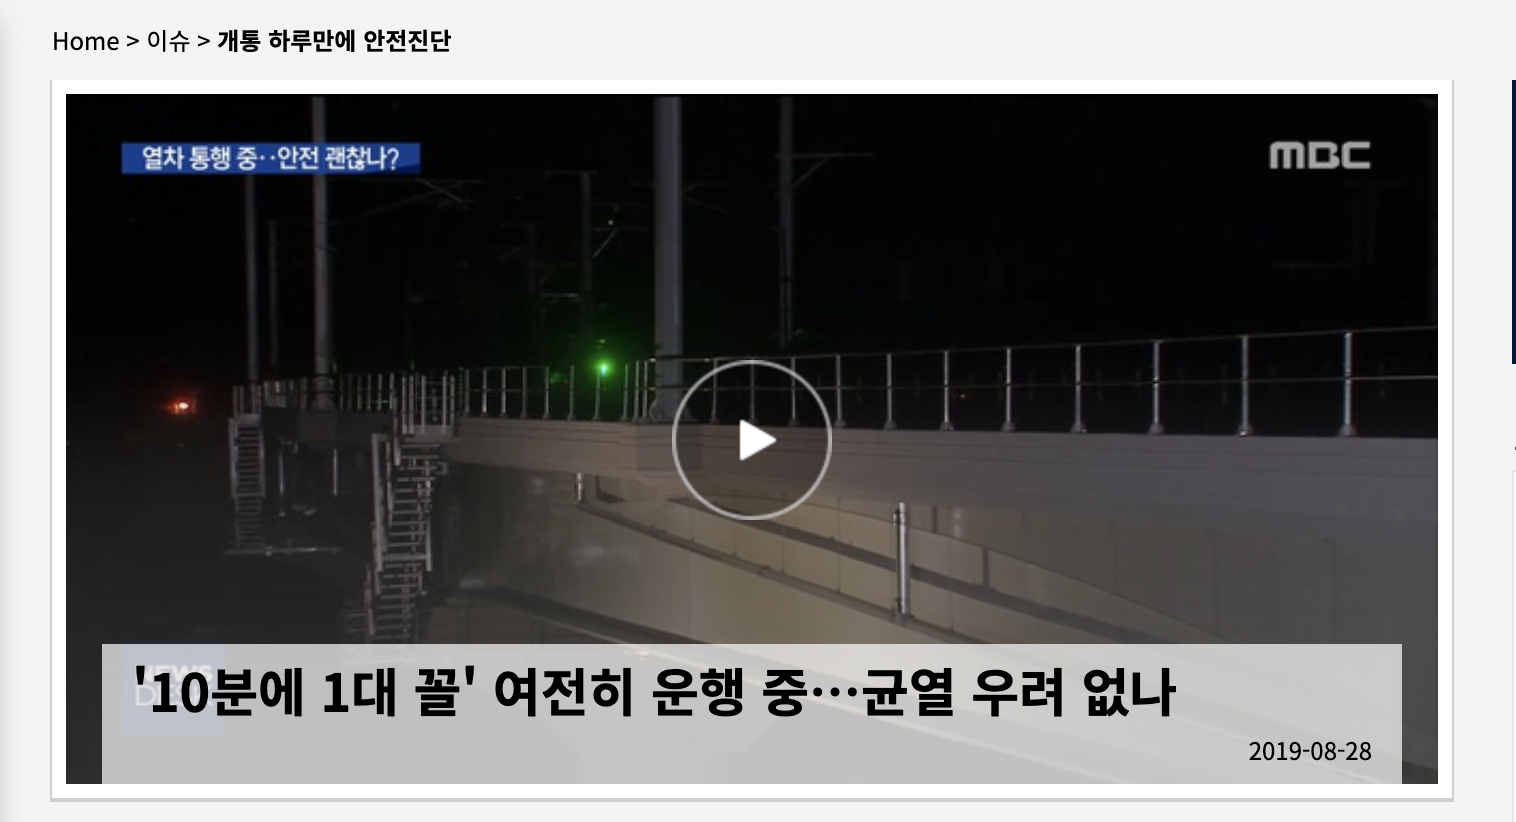 Home > 이슈 > 개통 하루만에 안전진단
열차 통행 중··안전 괜찮나?
MBC
NEWS
DESK
'10분에 1대 꼴' 여전히 운행 중…균열 우려 없나
2019-08-28